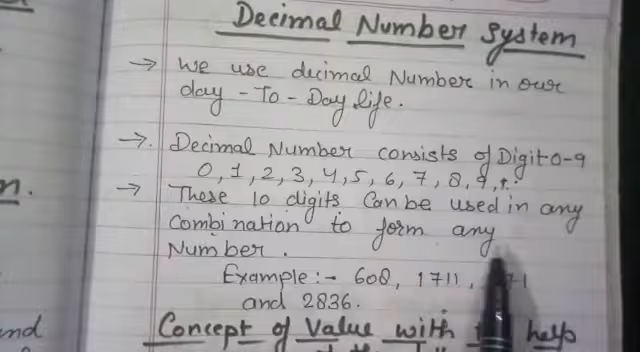 Decimal Number System
→ We use decimal Number in our
day - To - Day life.
→. Decimal Number consists of Digit 0-9
0, 1, 2, 3, 4, 5, 6, 7, 8, 9,
→ These 10 digits Can be used in any
Combination to form any
Number.
Example :- 608, 1711, 71
and 2836.
Concept of Value with help